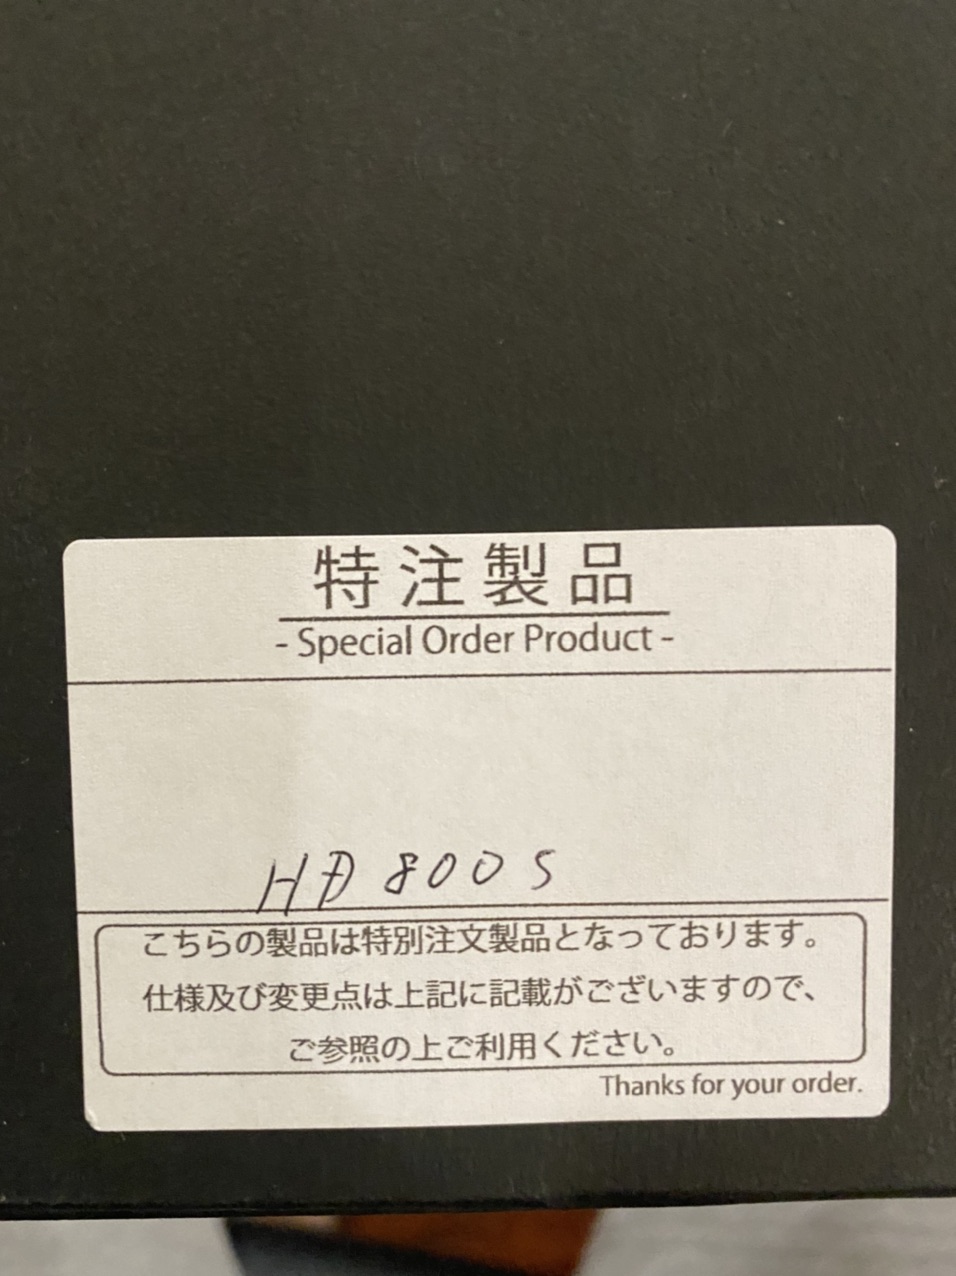 特注製品
- Special Order Product -
HD 800 S
こちらの製品は特別注文製品となっております。
仕様及び変更点は上記に記載がございますので、
ご参照の上ご利用ください。
Thanks for your order.